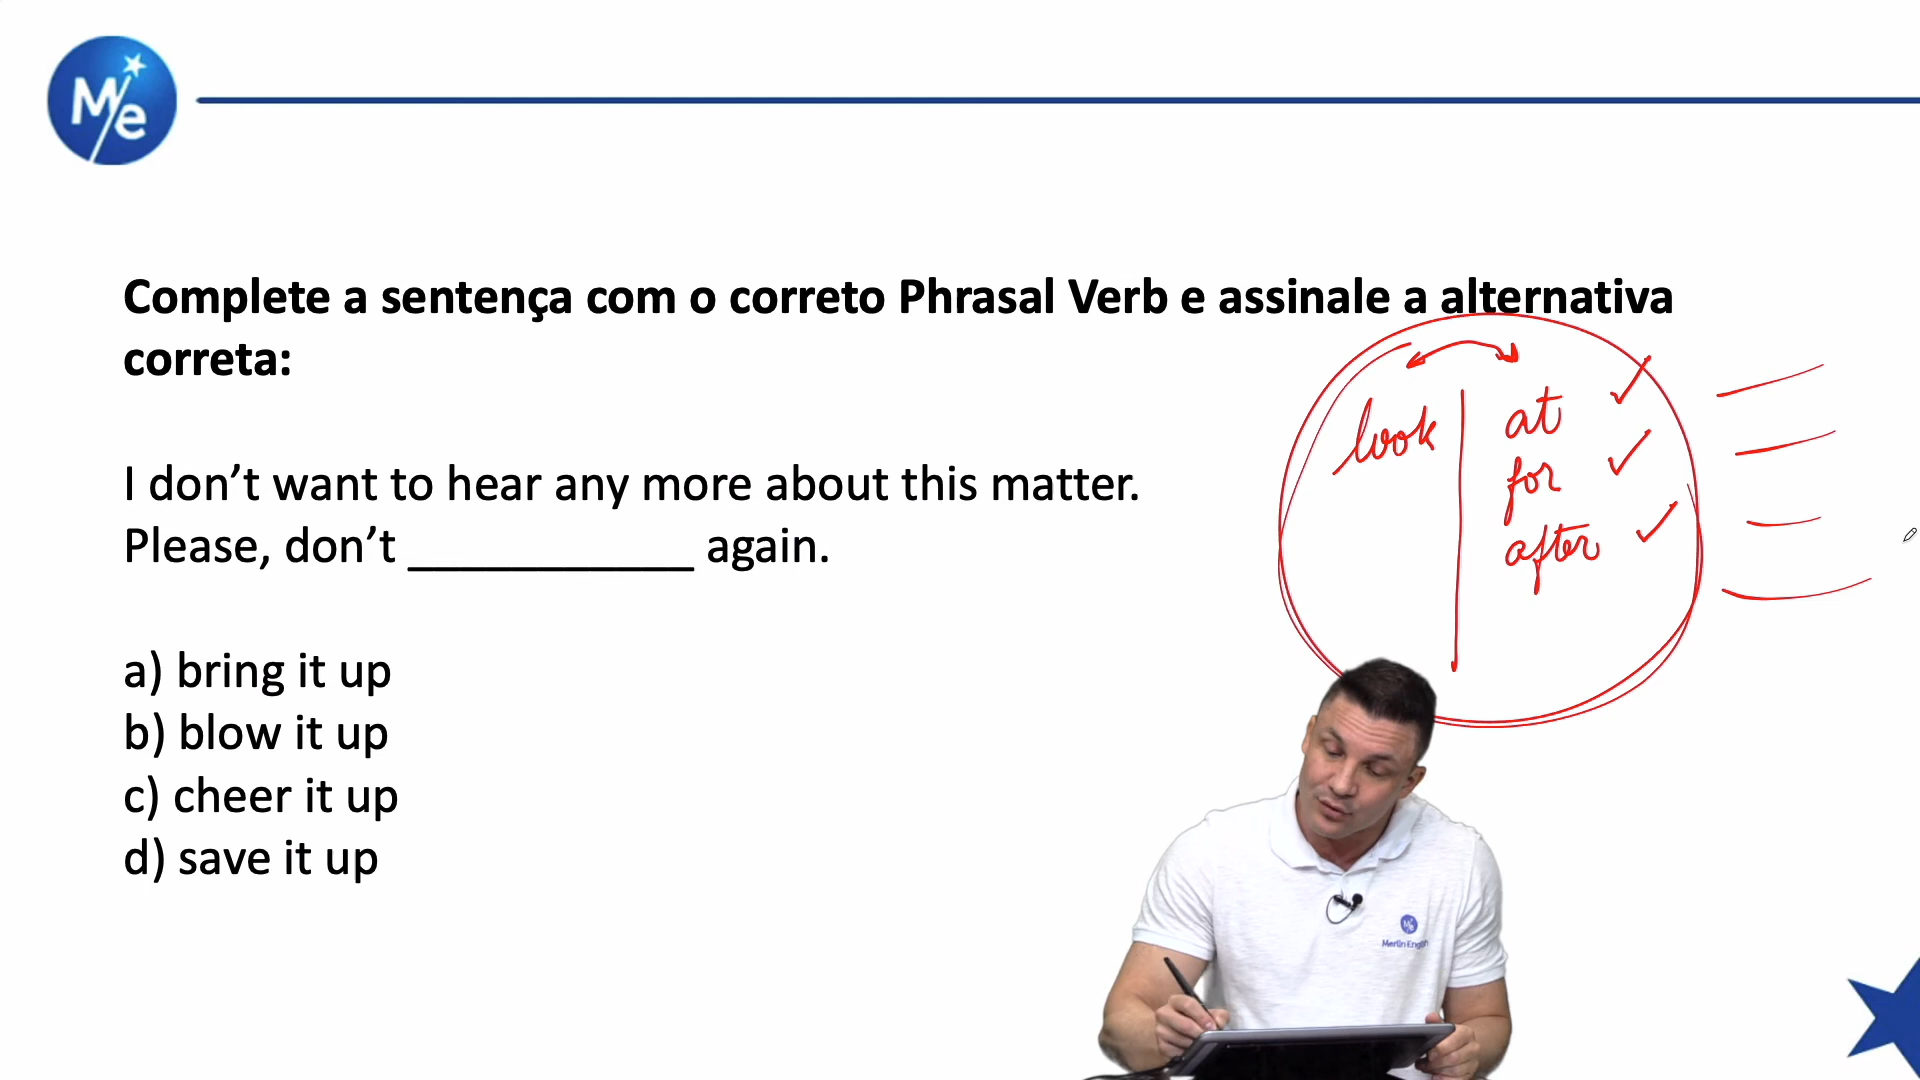 M/e
Complete a sentença com o correto Phrasal Verb e assinale a alternativa
correta:
I don’t want to hear any more about this matter.
Please, don’t ____________ again.
a) bring it up
b) blow it up
c) cheer it up
d) save it up
look
at
for
after
M/e
Merlin English